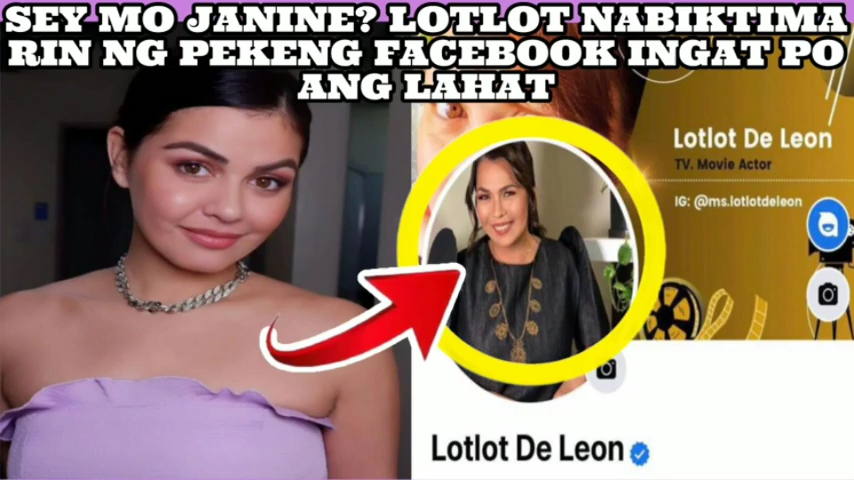 SEY MO JANINE? LOTLOT NABIKTIMA
RIN NG PEKENG FACEBOOK INGAT PO
ANG LAHAT
Lotlot De Leon
TV. Movie Actor
IG: @ms.lotlotdeleon
Lotlot De Leon